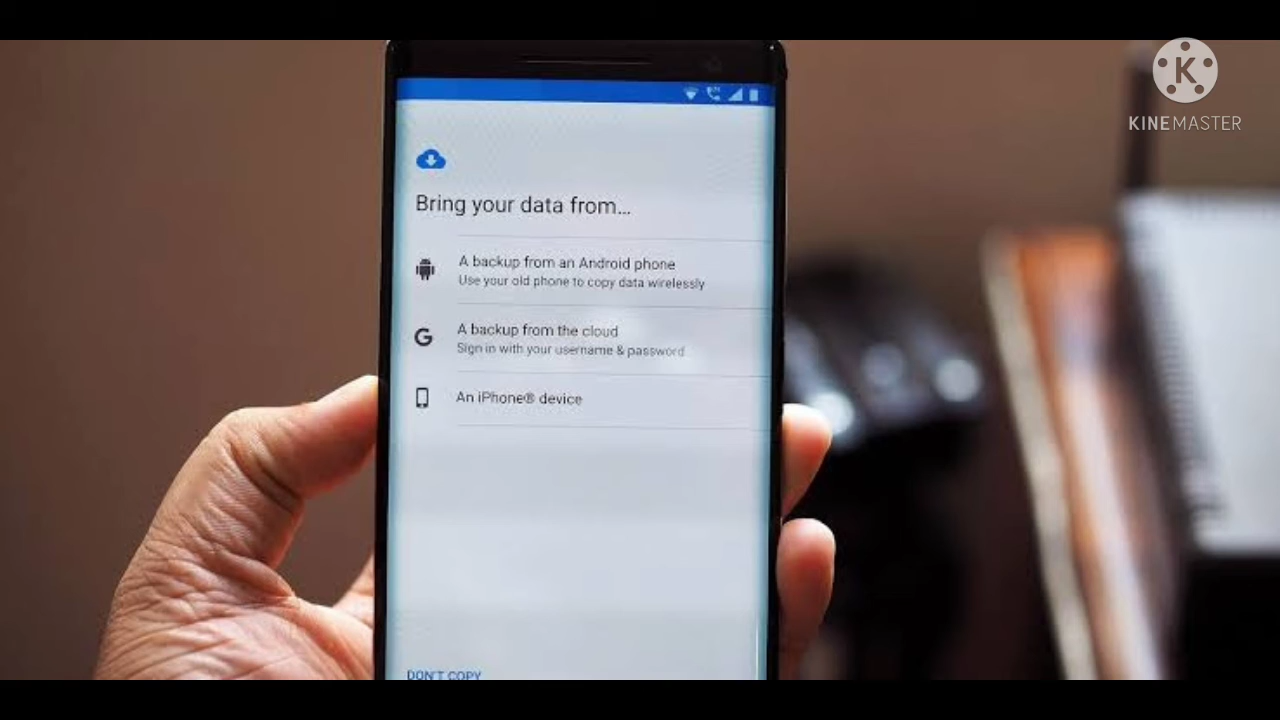 KINEMASTER
Bring your data from...
A backup from an Android phone
Use your old phone to copy data wirelessly
G
A backup from the cloud
Sign in with your username & password
An iPhone® device
DON'T COPY